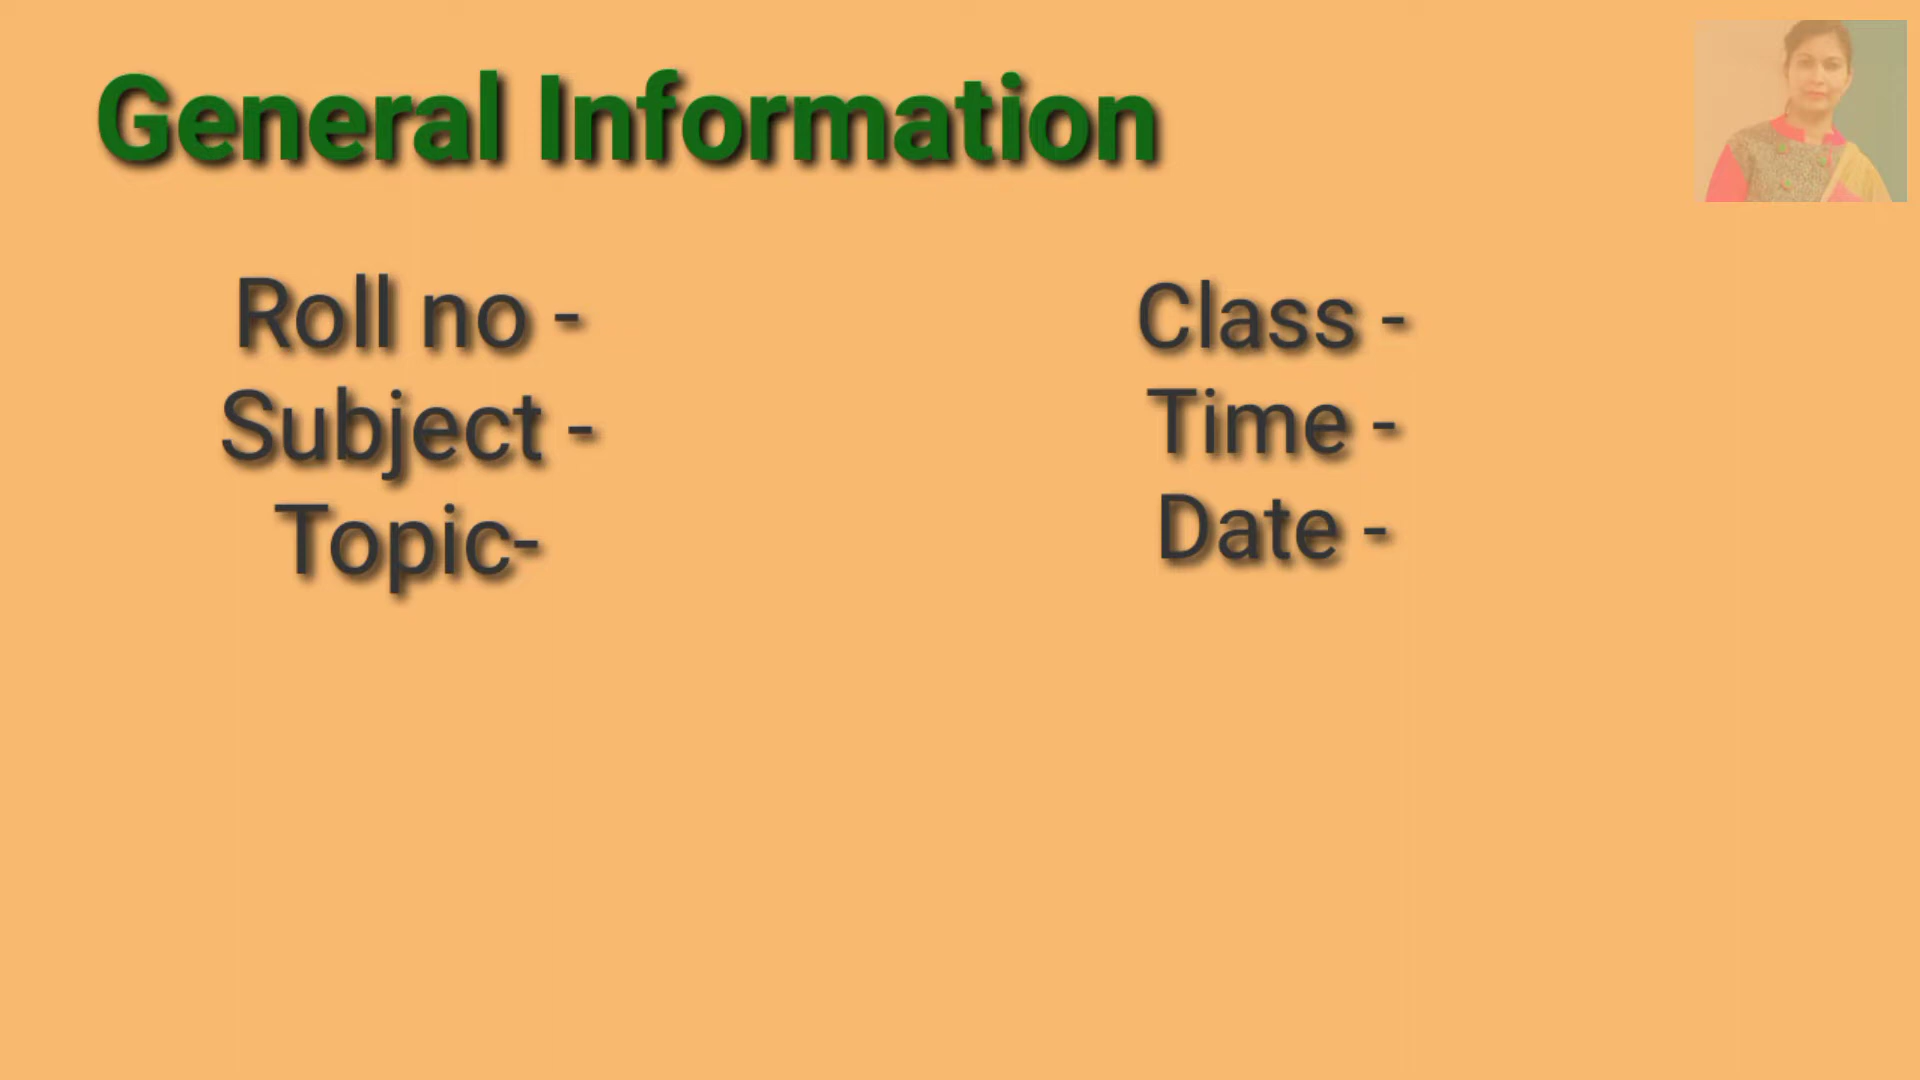 General Information
Roll no -
Subject -
Topic-
Class -
Time -
Date -